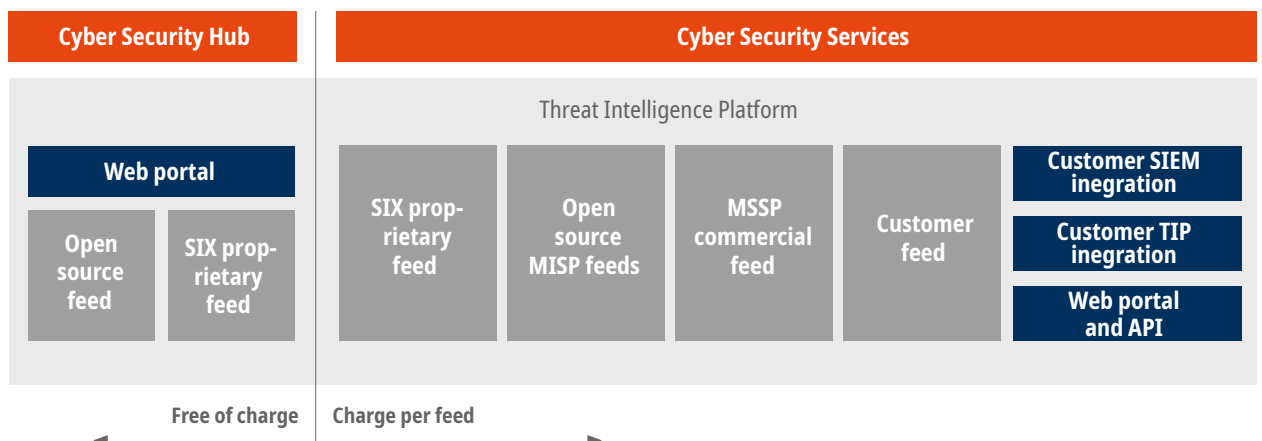 Cyber Security Hub
Cyber Security Services
Threat Intelligence Platform
Web portal
Open
source
feed
SIX prop-
rietary
feed
SIX prop-
rietary
feed
Open
source
MISP feeds
MSSP
commercial
feed
Customer
feed
Customer SIEM
inegration
Customer TIP
inegration
Web portal
and API
Free of charge
Charge per feed